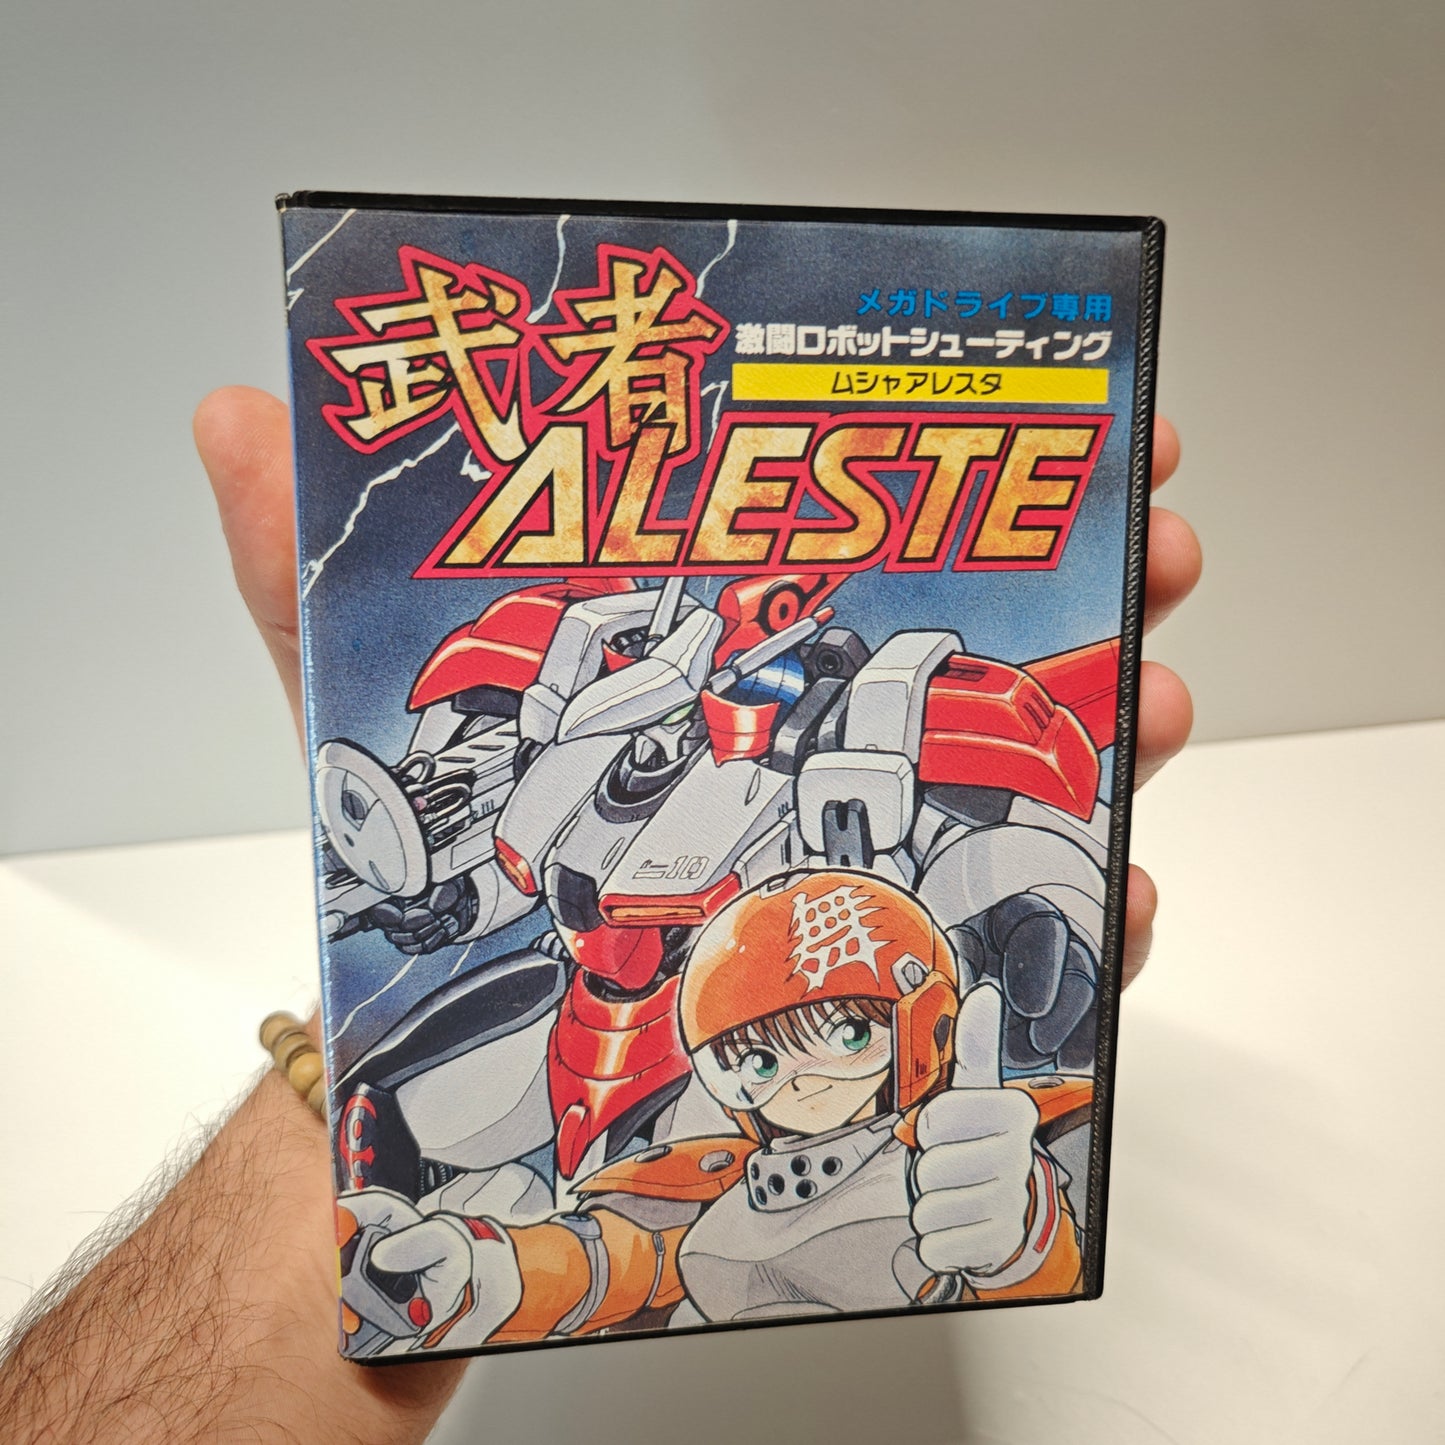 武者
メガドライブ専用
激闘ロボットシューティング
ムシャアレスタ
ALESTE
舞